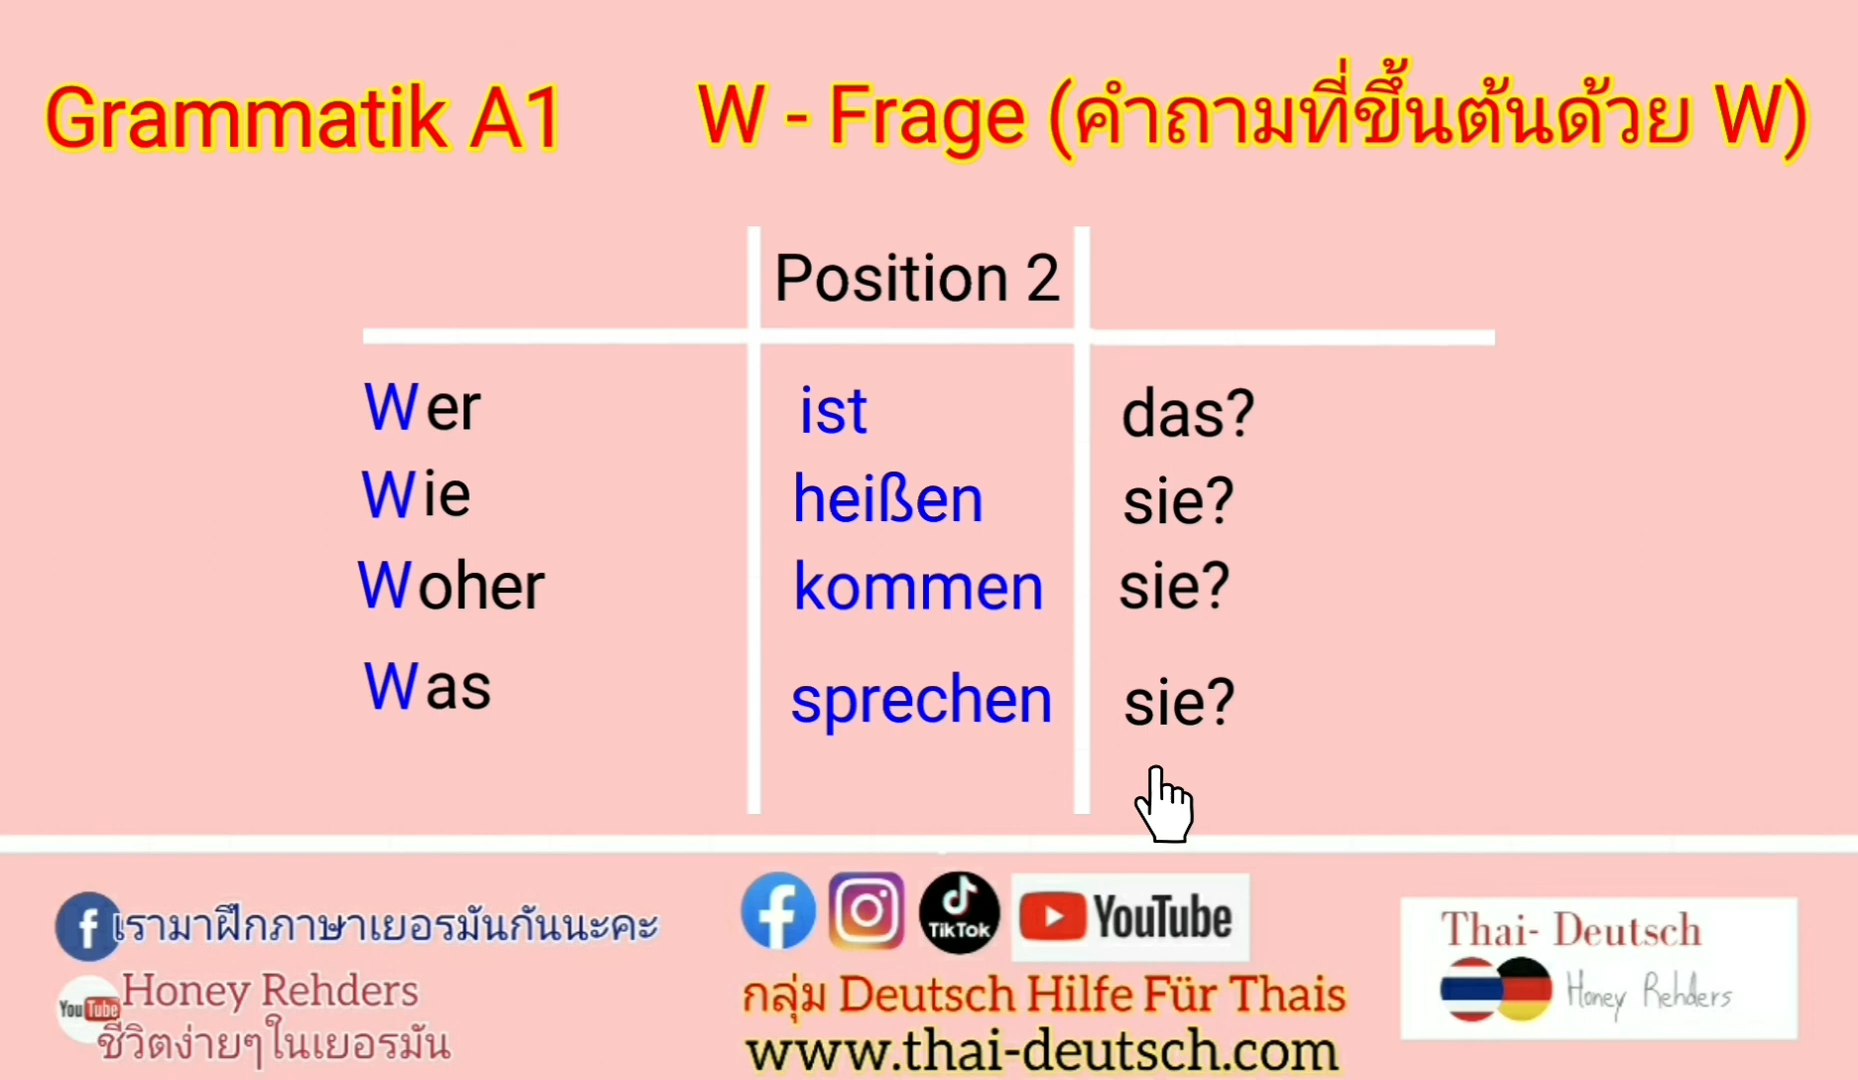 Grammatik A1 W - Frage (คำถามที่ขึ้นต้นด้วย W)
Position 2
Wer ist das?
Wie heißen sie?
Woher kommen sie?
Was sprechen sie?
เรามาฝึกภาษาเยอรมันกันนะคะ
YouTube Honey Rehders
ชีวิตง่ายๆในเยอรมัน
TikTok YouTube
กลุ่ม Deutsch Hilfe Für Thais
www.thai-deutsch.com
Thai- Deutsch
Honey Rehders